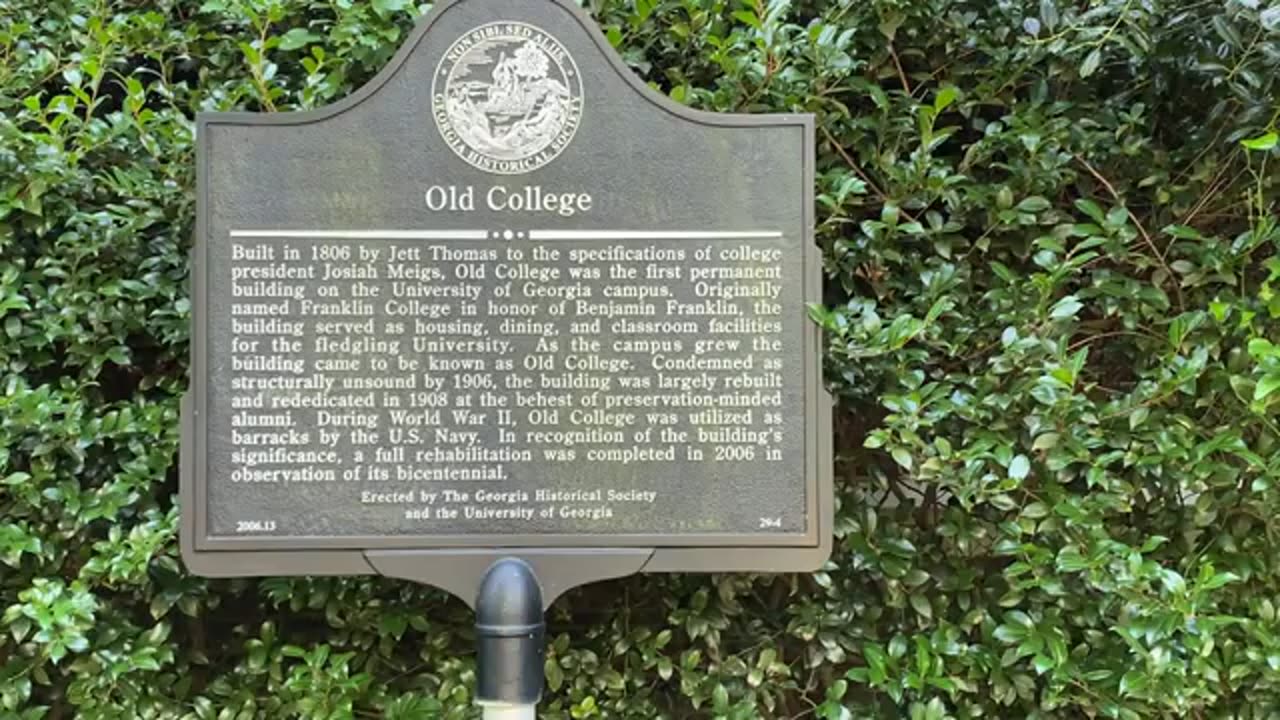 NON SIBI, SED ALIIS
GEORGIA HISTORICAL SOCIETY
Old College
Built in 1806 by Jett Thomas to the specifications of college
president Josiah Meigs, Old College was the first permanent
building on the University of Georgia campus. Originally
named Franklin College in honor of Benjamin Franklin, the
building served as housing, dining, and classroom facilities
for the fledgling University. As the campus grew the
building came to be known as Old College. Condemned as
structurally unsound by 1906, the building was largely rebuilt
and rededicated in 1908 at the behest of preservation-minded
alumni. During World War II, Old College was utilized as
barracks by the U.S. Navy. In recognition of the building's
significance, a full rehabilitation was completed in 2006 in
observation of its bicentennial.
Erected by The Georgia Historical Society
and the University of Georgia
2006.13 29-4